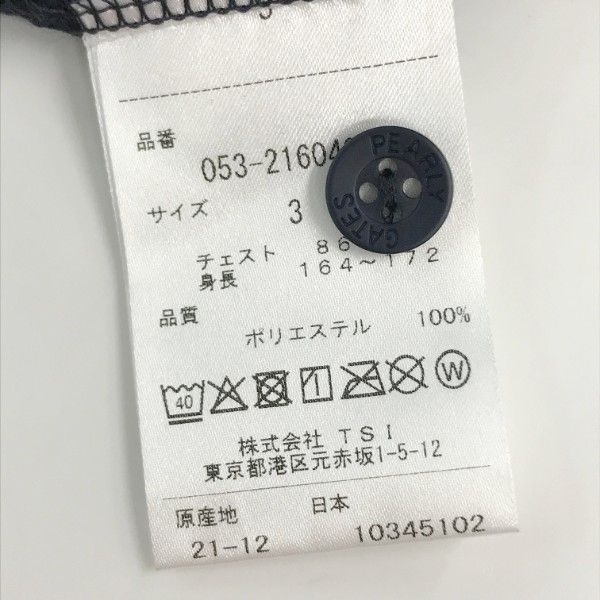 3
品番
053-21604
サイズ 3
チェスト 86
身長 164~172
品質
ポリエステル 100%
40
W
株式会社 TSI
東京都港区元赤坂1-5-12
原産地 日本
21-12 10345102
PEARLY
GATES